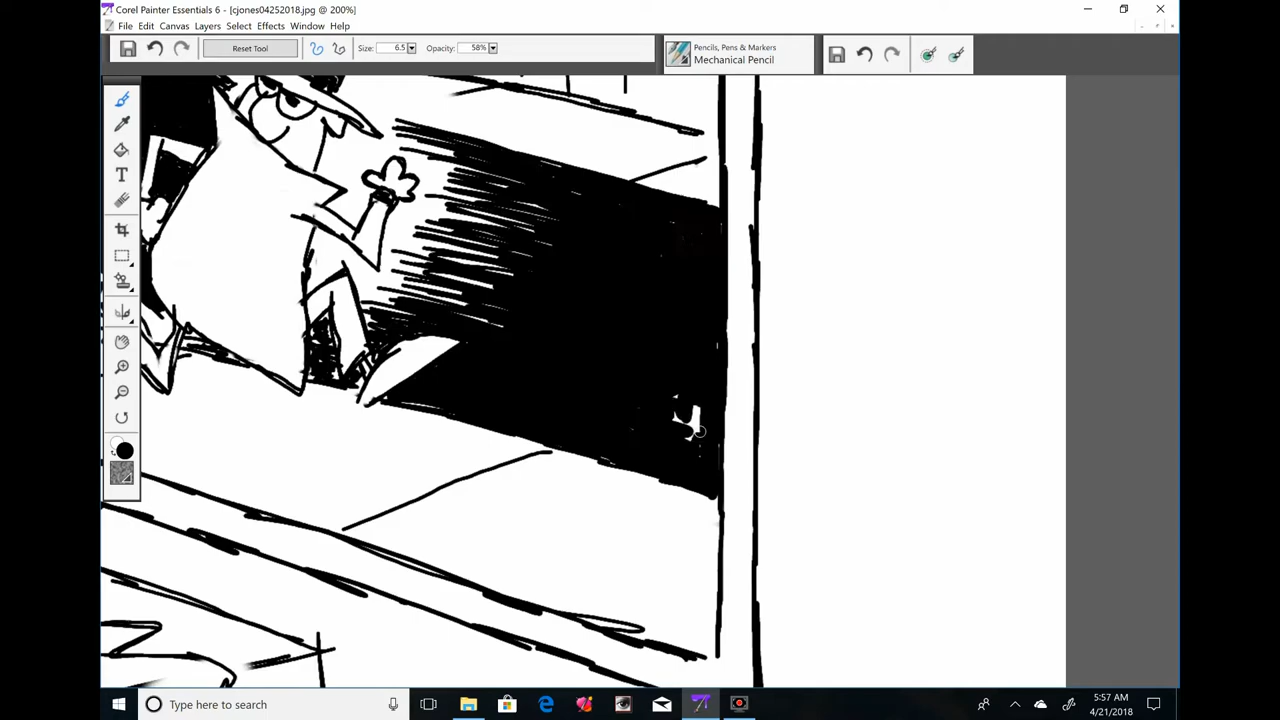 Corel Painter Essentials 6 - [cjones04252018.jpg @ 200%]
File Edit Canvas Layers Select Effects Window Help
Reset Tool Size: 6.5 Opacity: 58%
Pencils, Pens & Markers
Mechanical Pencil
T
Type here to search
5:57 AM
4/21/2018